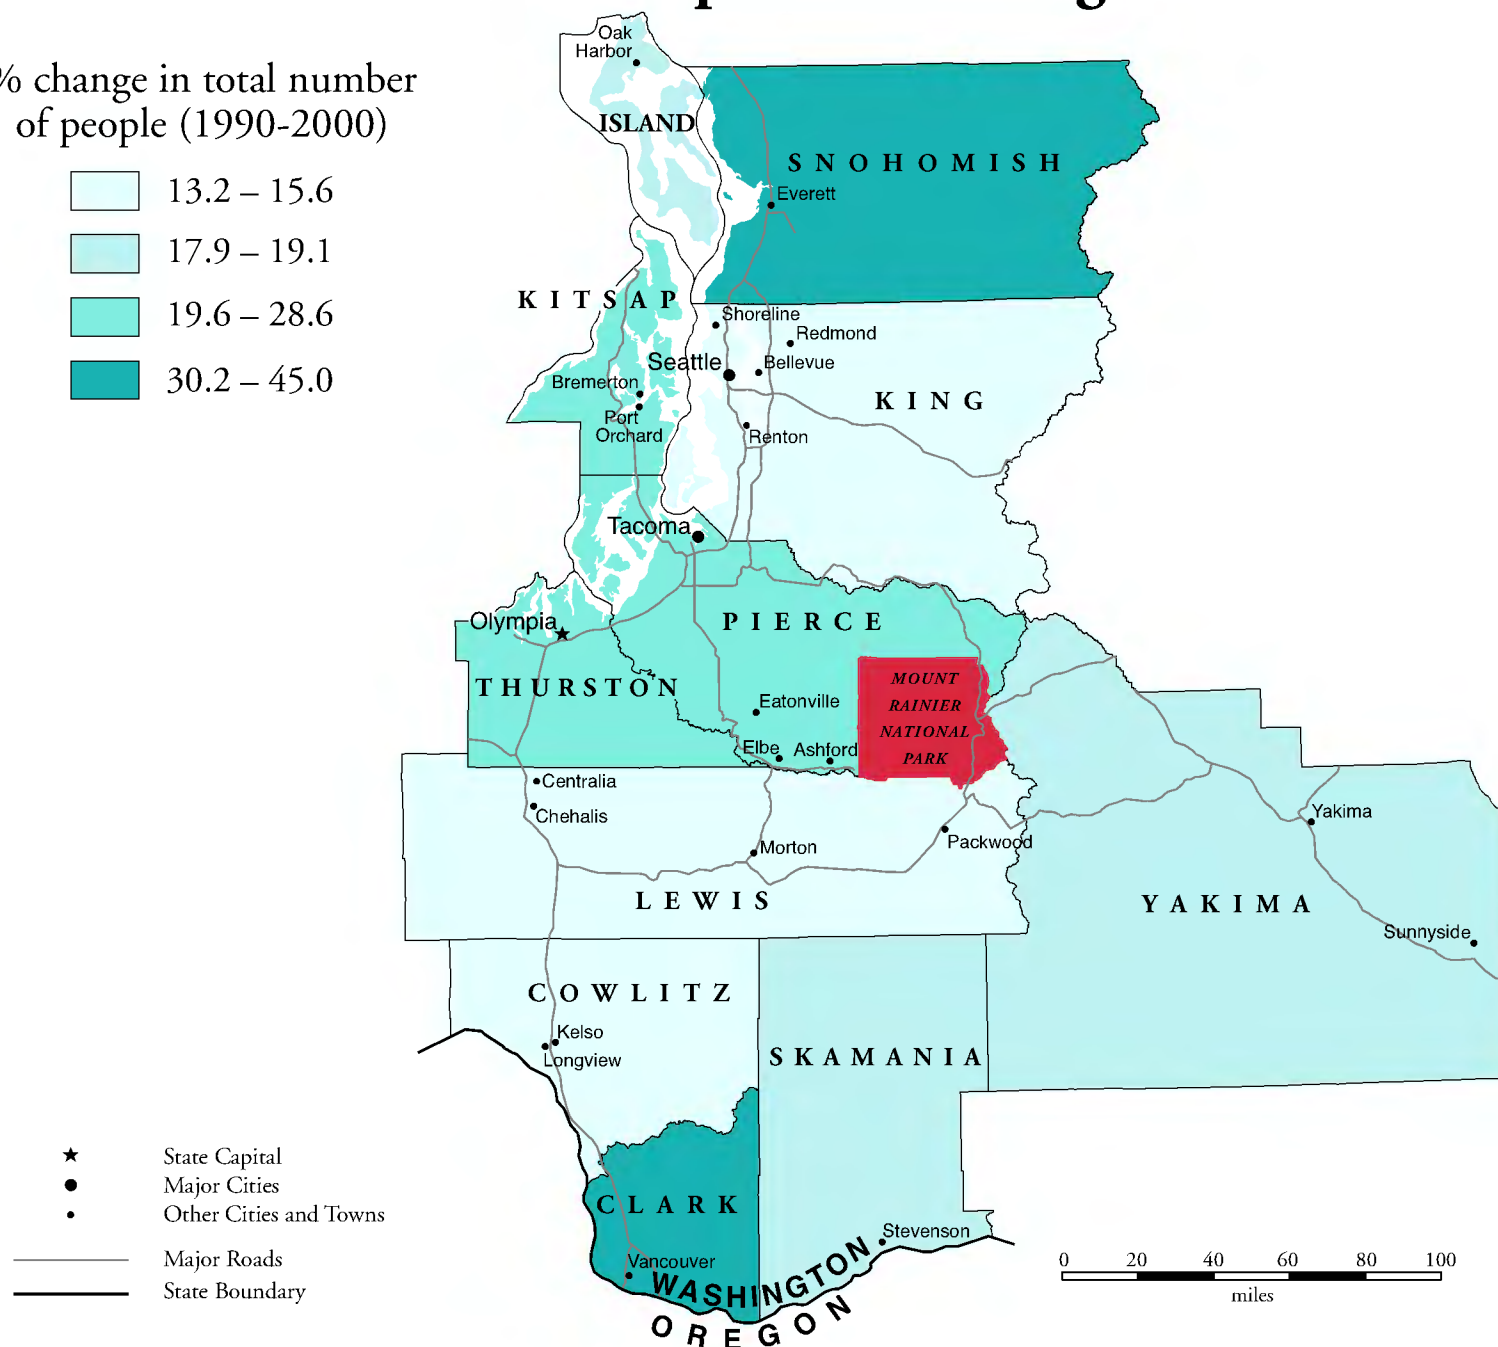 % change in total number
of people (1990-2000)
13.2 – 15.6
17.9 – 19.1
19.6 – 28.6
30.2 – 45.0
Oak
Harbor
ISLAND
SNOHOMISH
Everett
KITSAP
Shoreline
Redmond
Seattle
Bellevue
Bremerton
KING
Port
Orchard
Renton
Tacoma
Olympia
PIERCE
THURSTON
MOUNT
RAINIER
NATIONAL
PARK
Eatonville
Elbe
Ashford
Centralia
Chehalis
Morton
Packwood
Yakima
LEWIS
YAKIMA
Sunnyside
COWLITZ
Kelso
Longview
SKAMANIA
CLARK
Stevenson
Vancouver
WASHINGTON
OREGON
State Capital
Major Cities
Other Cities and Towns
Major Roads
State Boundary
0 20 40 60 80 100
miles